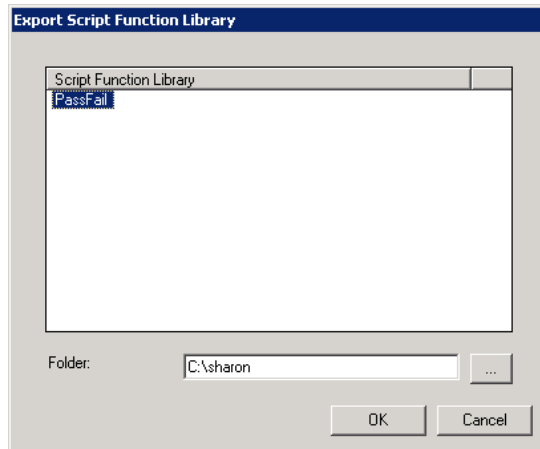 Export Script Function Library
Script Function Library
PassFail
Folder:
C:\sharon
...
OK
Cancel